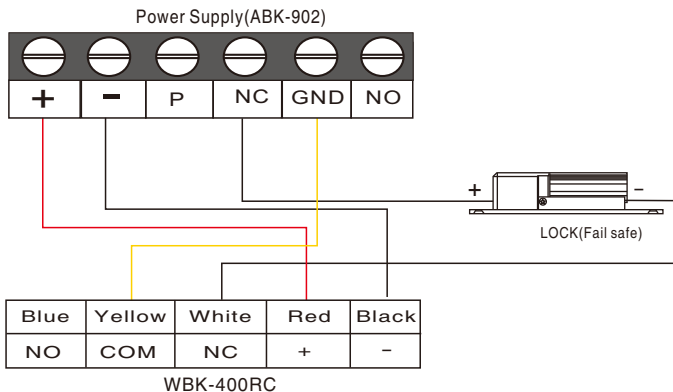 Power Supply(ABK-902)
+ - P NC GND NO
+ -
LOCK(Fail safe)
Blue Yellow White Red Black
NO COM NC + -
WBK-400RC